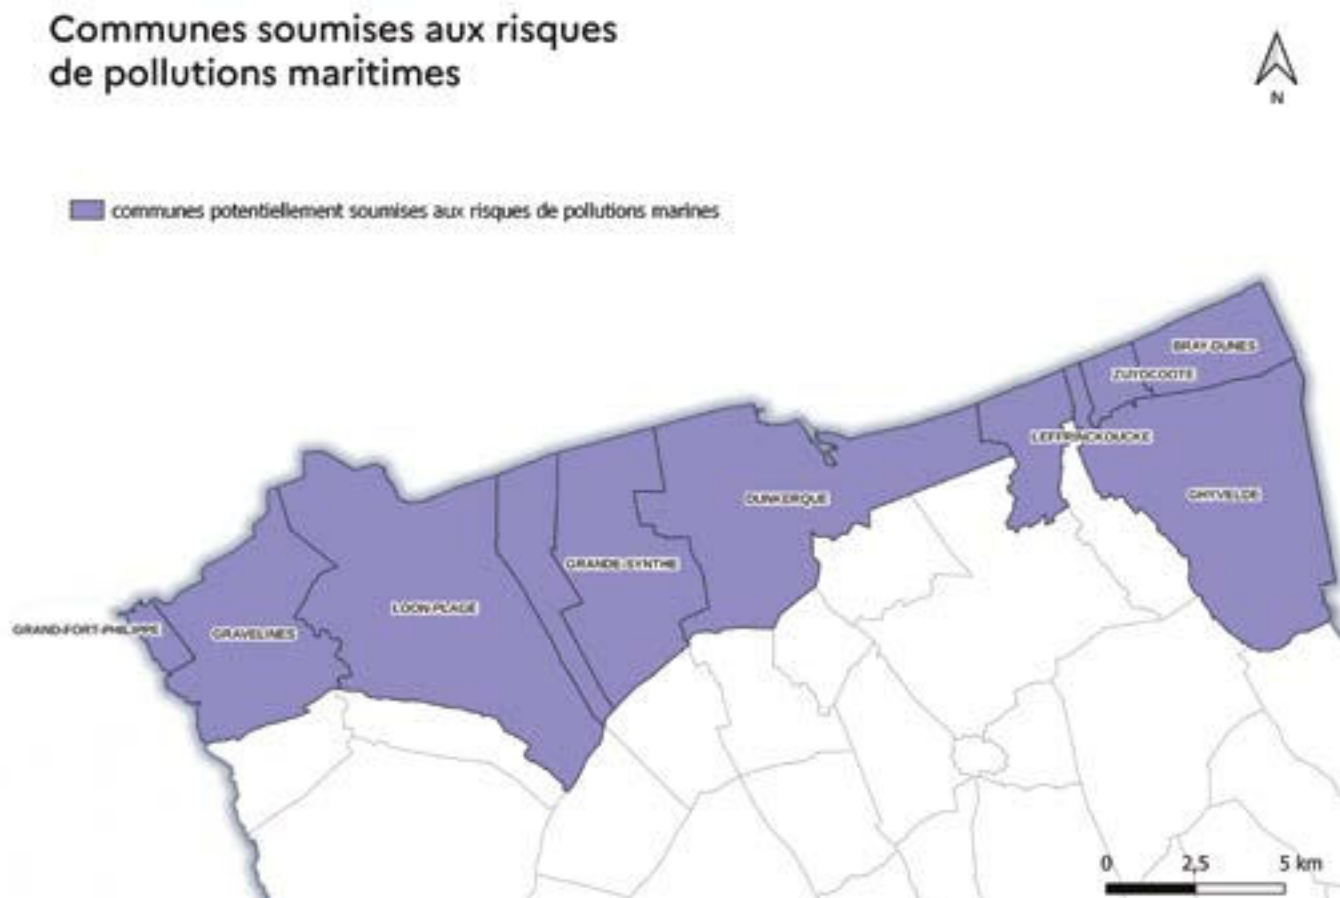 Communes soumises aux risques
de pollutions maritimes
N
communes potentiellement soumises aux risques de pollutions marines
BRAY-DUNES
ZUYDCOOTE
LEFFRINCKOUCKE
GHYVELDE
DUNKERQUE
GRANDE-SYNTHE
LOON-PLAGE
GRAVELINES
GRAND-FORT-PHILIPPE
0 2,5 5 km